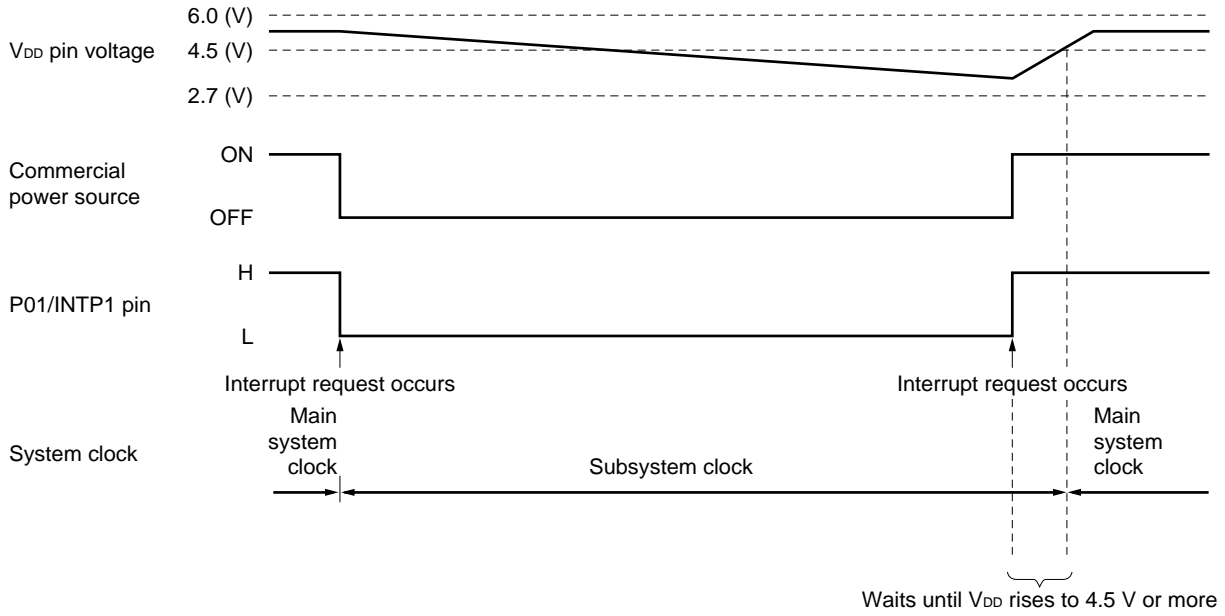 6.0 (V)
VDD pin voltage
4.5 (V)
2.7 (V)
Commercial
power source
ON
OFF
P01/INTP1 pin
H
L
Interrupt request occurs
Interrupt request occurs
System clock
Main
system
clock
Subsystem clock
Main
system
clock
Waits until VDD rises to 4.5 V or more